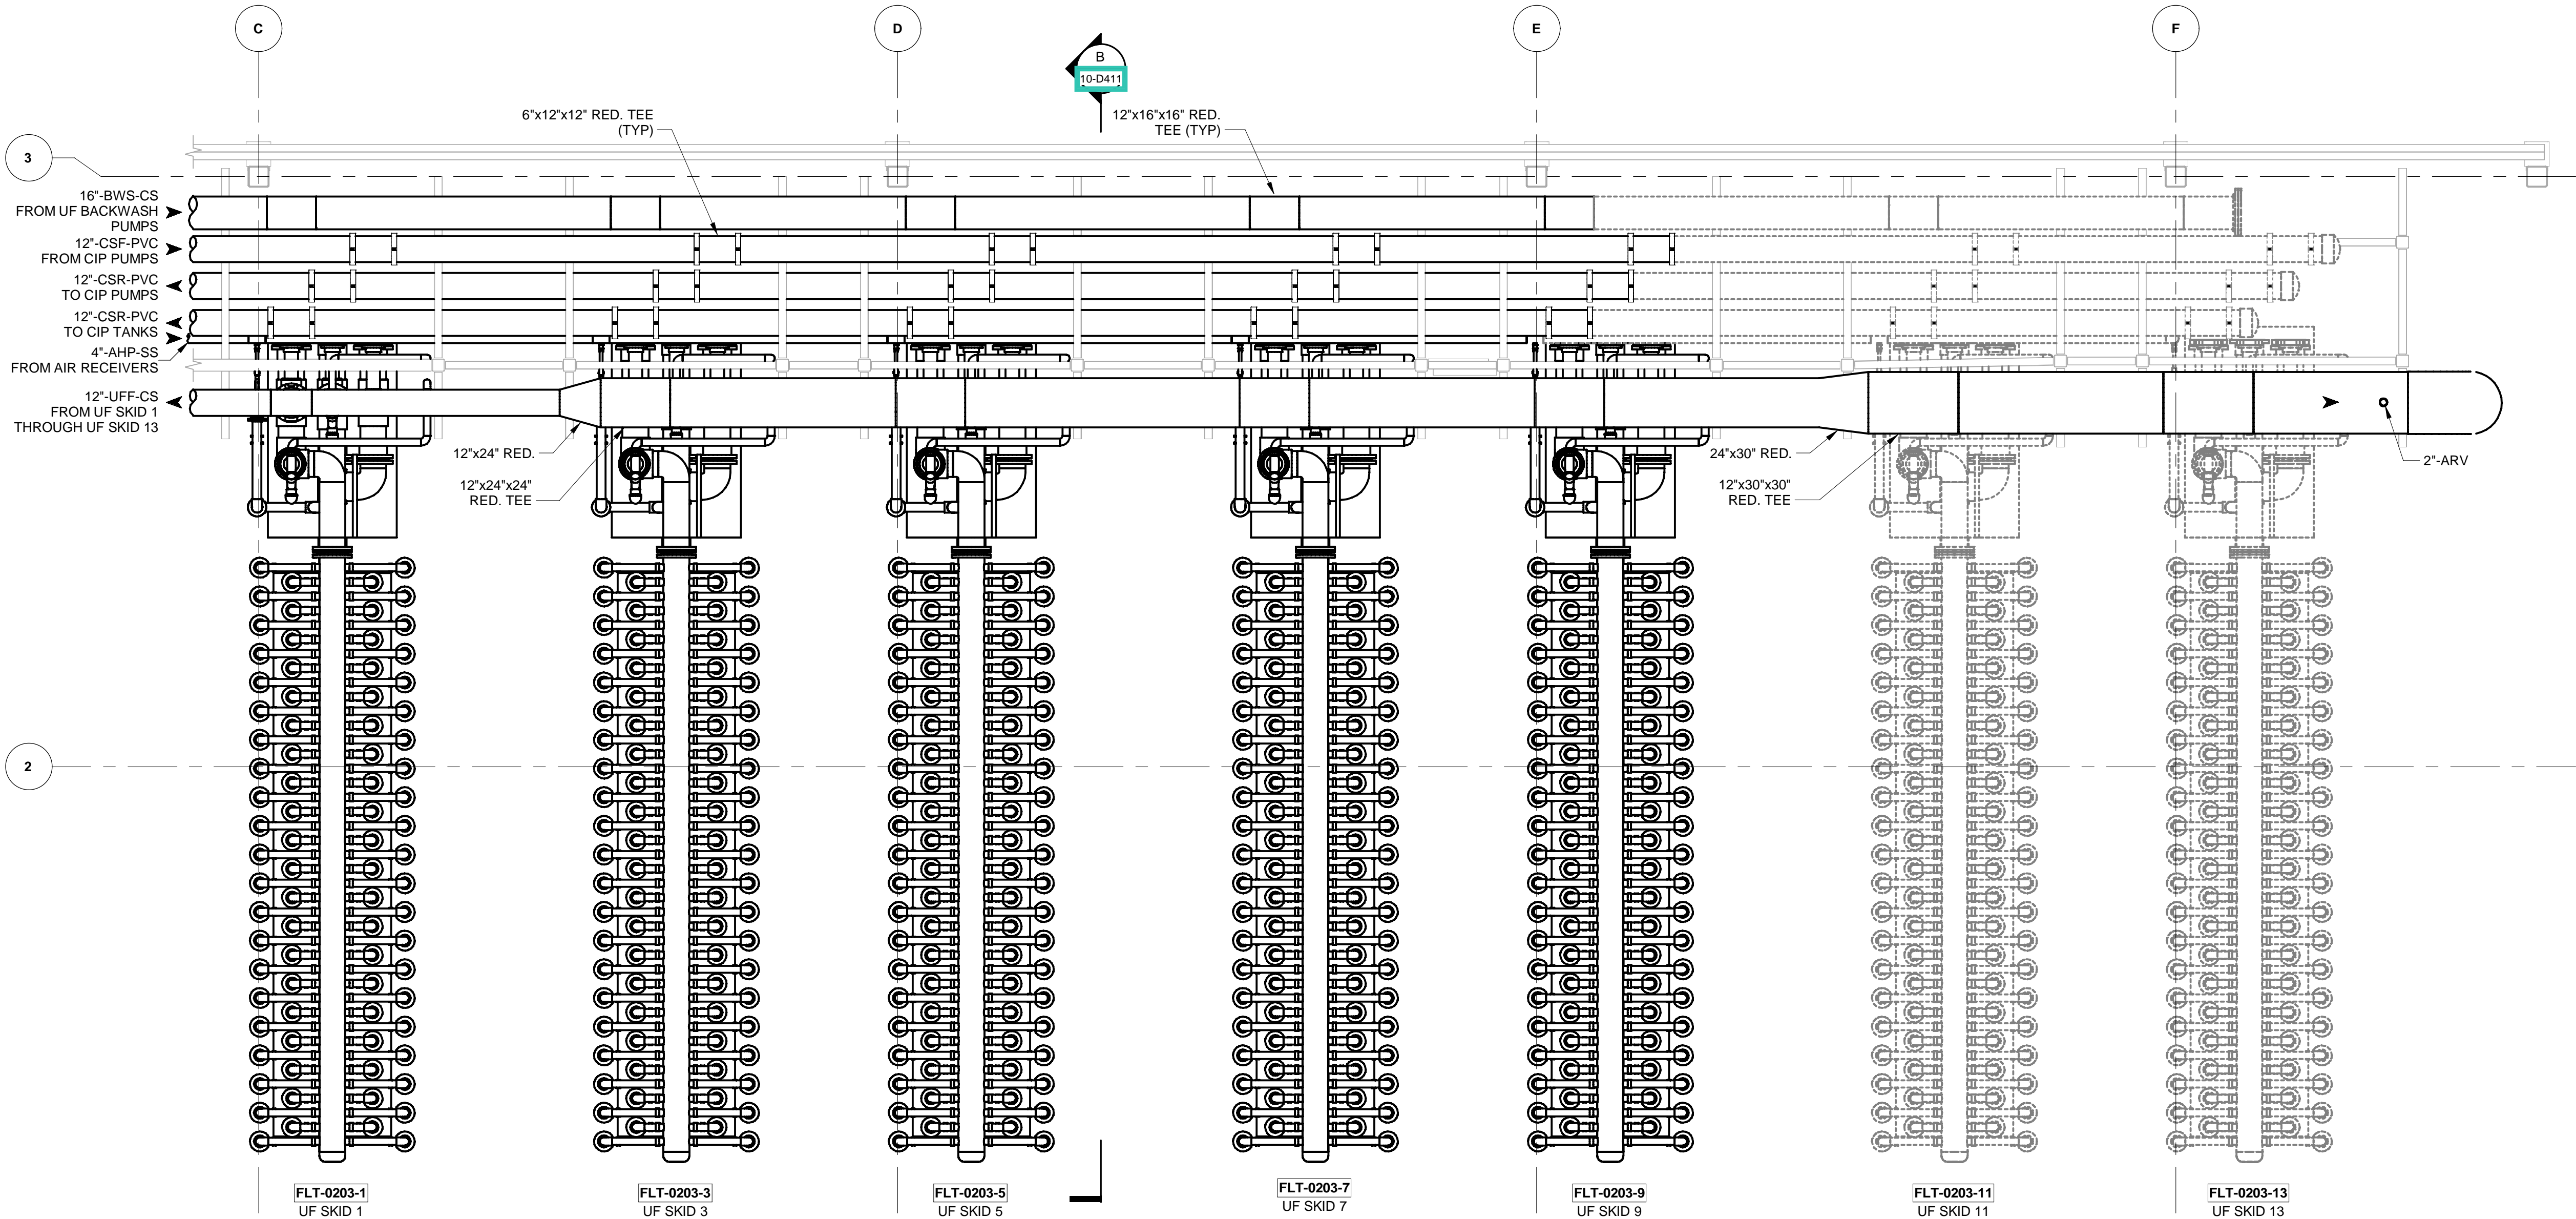 C
D
E
F
B
10-D411
6"x12"x12" RED. TEE
(TYP)
12"x16"x16" RED.
TEE (TYP)
3
16"-BWS-CS
FROM UF BACKWASH
PUMPS
12"-CSF-PVC
FROM CIP PUMPS
12"-CSR-PVC
TO CIP PUMPS
12"-CSR-PVC
TO CIP TANKS
4"-AHP-SS
FROM AIR RECEIVERS
12"-UFF-CS
FROM UF SKID 1
THROUGH UF SKID 13
12"x24" RED.
12"x24"x24"
RED. TEE
24"x30" RED.
12"x30"x30"
RED. TEE
2"-ARV
2
FLT-0203-1
UF SKID 1
FLT-0203-3
UF SKID 3
FLT-0203-5
UF SKID 5
FLT-0203-7
UF SKID 7
FLT-0203-9
UF SKID 9
FLT-0203-11
UF SKID 11
FLT-0203-13
UF SKID 13